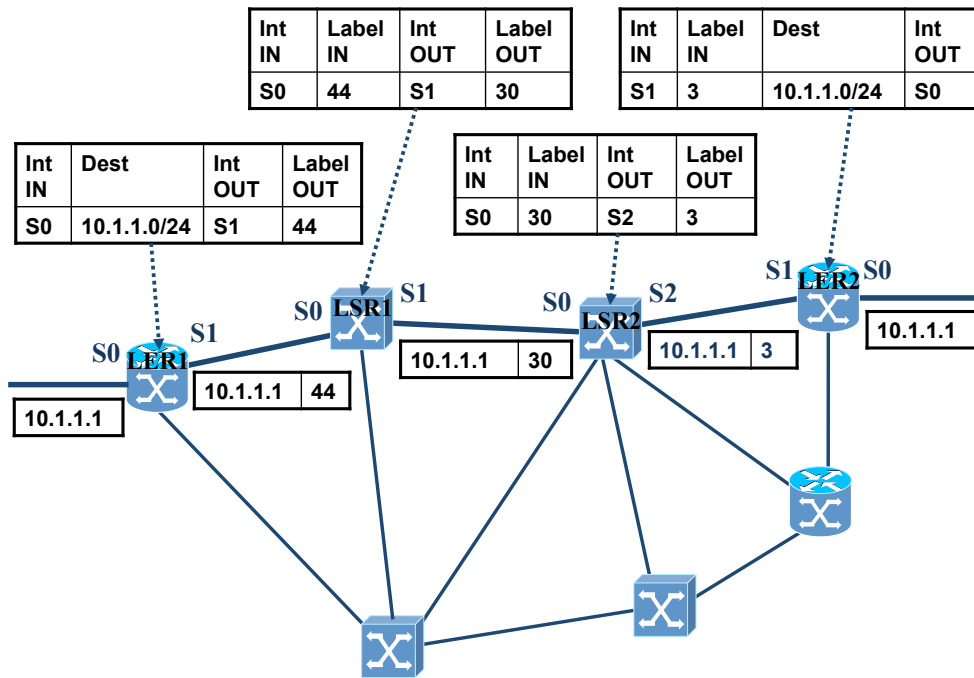 Int IN Label IN Int OUT Label OUT
S0 44 S1 30
Int IN Label IN Dest Int OUT
S1 3 10.1.1.0/24 S0
Int IN Dest Int OUT Label OUT
S0 10.1.1.0/24 S1 44
Int IN Label IN Int OUT Label OUT
S0 30 S2 3
S0 LER1 S1
S0 LSR1 S1
S0 LSR2 S2
S1 LER2 S0
10.1.1.1
10.1.1.1 44
10.1.1.1 30
10.1.1.1 3
10.1.1.1